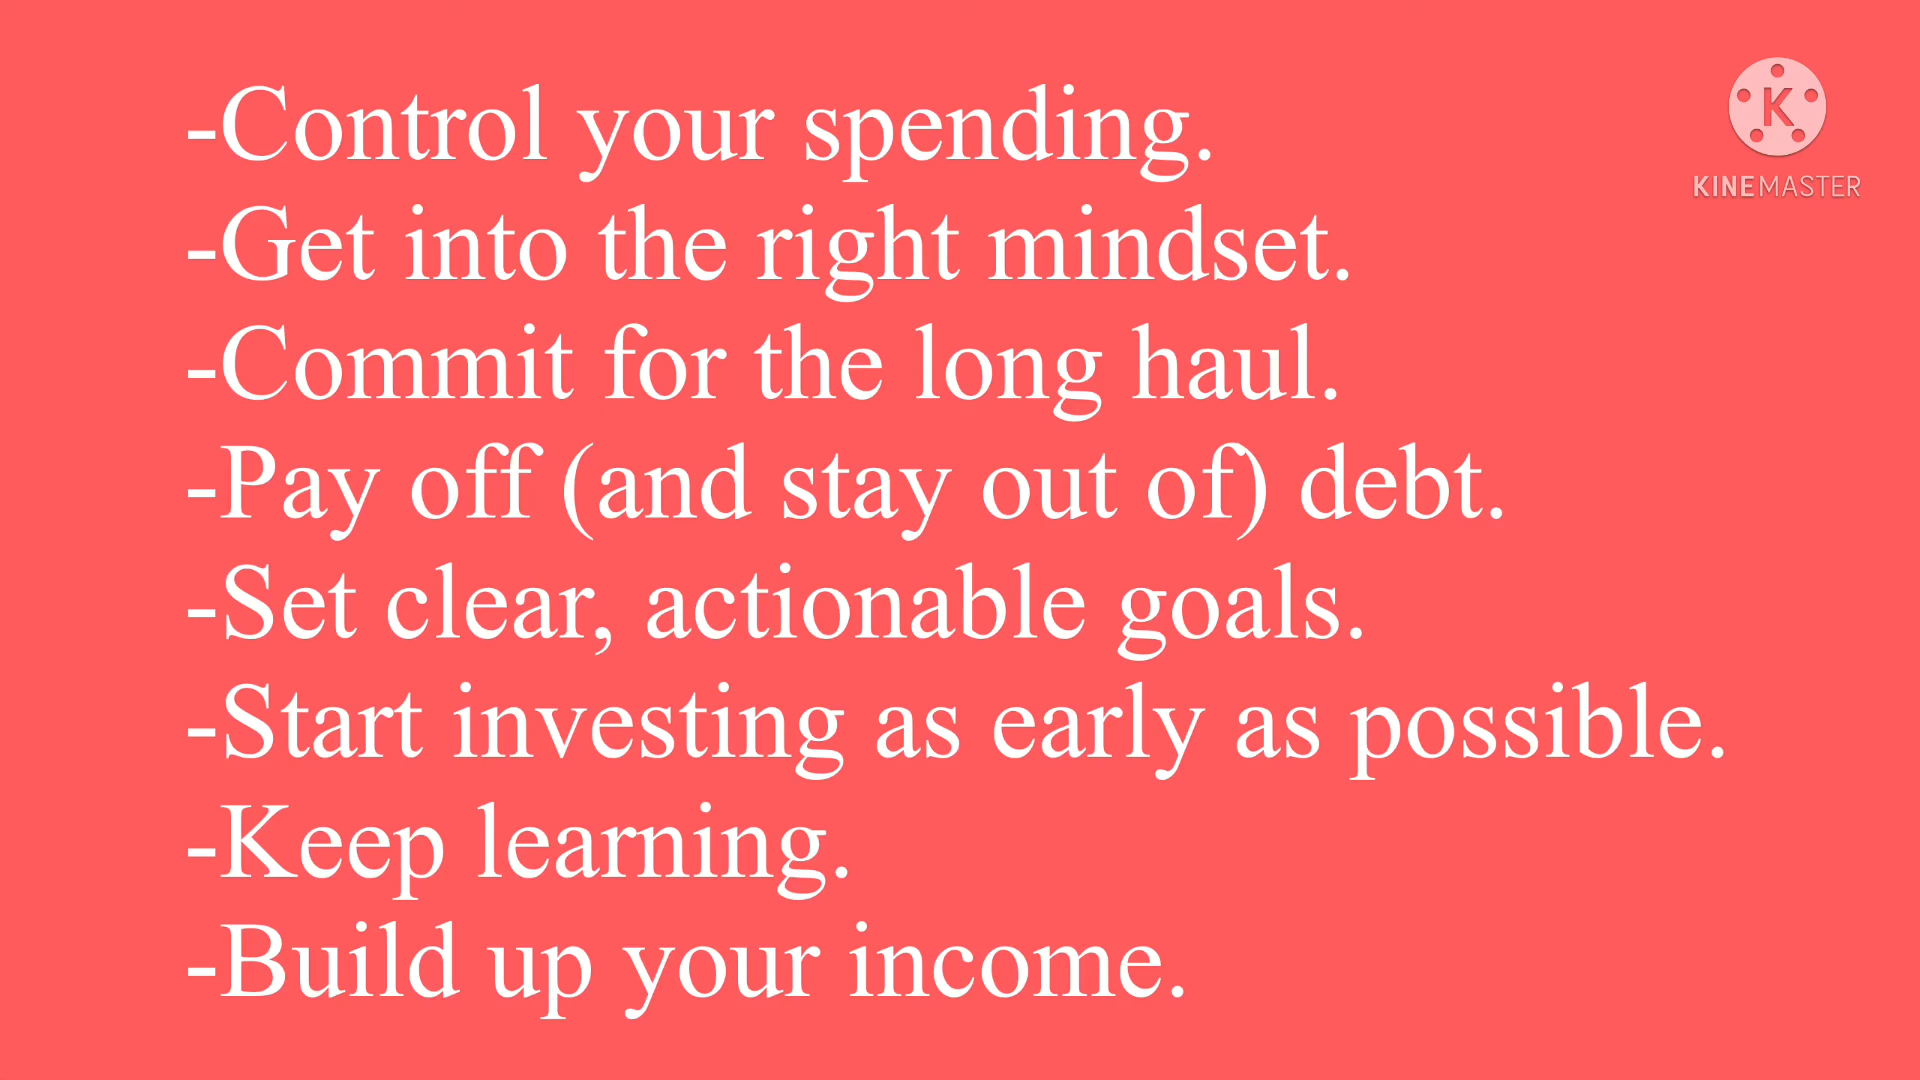 -Control your spending.
-Get into the right mindset.
-Commit for the long haul.
-Pay off (and stay out of) debt.
-Set clear, actionable goals.
-Start investing as early as possible.
-Keep learning.
-Build up your income.
K
KINEMASTER